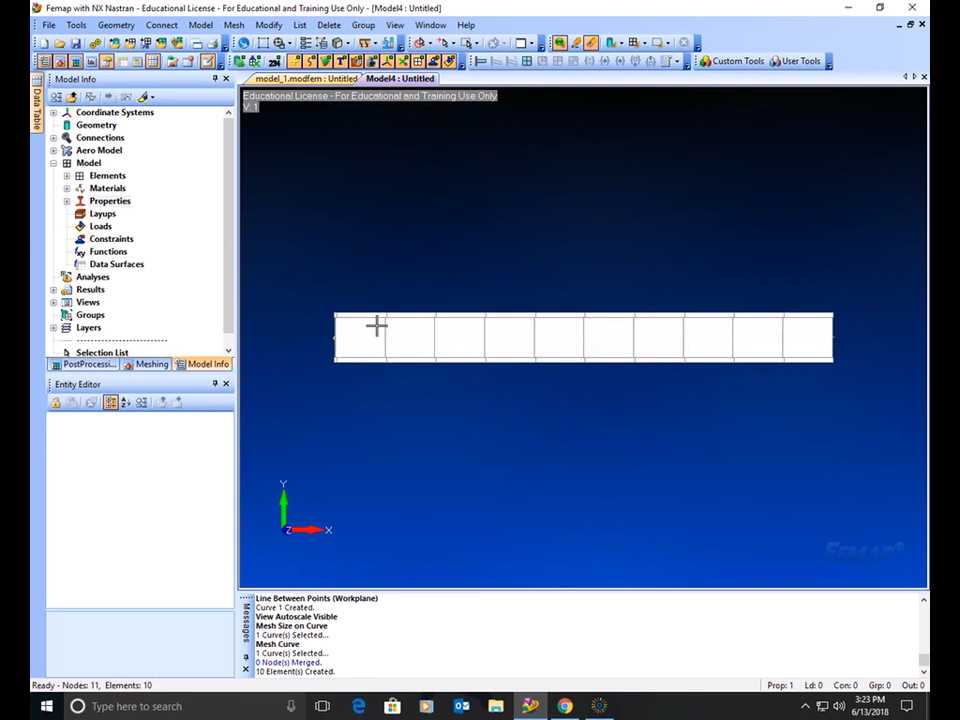 Femap with NX Nastran - Educational License - For Educational and Training Use Only - [Model4 : Untitled]
File Tools Geometry Connect Model Mesh Modify List Delete Group View Window Help
234
Custom Tools User Tools
Model Info
model_1.modfem : Untitled Model4 : Untitled
Data Table
Educational License - For Educational and Training Use Only
V: 1
Coordinate Systems
Geometry
Connections
Aero Model
Model
Elements
Materials
Properties
Layups
Loads
Constraints
Functions
Data Surfaces
Analyses
Results
Views
Groups
Layers
Selection List
PostProcessi... Meshing Model Info
Entity Editor
Y
Z X
FEMAP®
Messages
Line Between Points (Workplane)
Curve 1 Created.
View Autoscale Visible
Mesh Size on Curve
1 Curve(s) Selected...
Mesh Curve
1 Curve(s) Selected...
0 Node(s) Merged.
10 Element(s) Created.
Ready - Nodes: 11, Elements: 10 Prop: 1 Ld: 0 Con: 0 Grp: 0 Out: 0
Type here to search
3:23 PM
6/13/2018